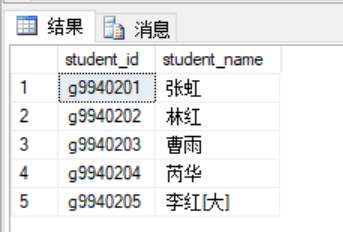 结果 消息
student_id student_name
1 g9940201 张虹
2 g9940202 林红
3 g9940203 曹雨
4 g9940204 芮华
5 g9940205 李红[大]